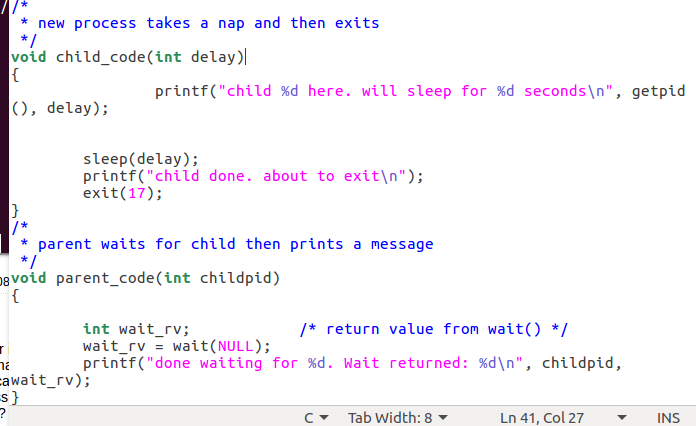 /*
 * new process takes a nap and then exits
 */
void child_code(int delay)
{
                printf("child %d here. will sleep for %d seconds\n", getpid
(), delay);
        sleep(delay);
        printf("child done. about to exit\n");
        exit(17);
}
/*
 * parent waits for child then prints a message
 */
void parent_code(int childpid)
{
        int wait_rv;            /* return value from wait() */
        wait_rv = wait(NULL);
        printf("done waiting for %d. Wait returned: %d\n", childpid,
wait_rv);
}
C Tab Width: 8 Ln 41, Col 27 INS